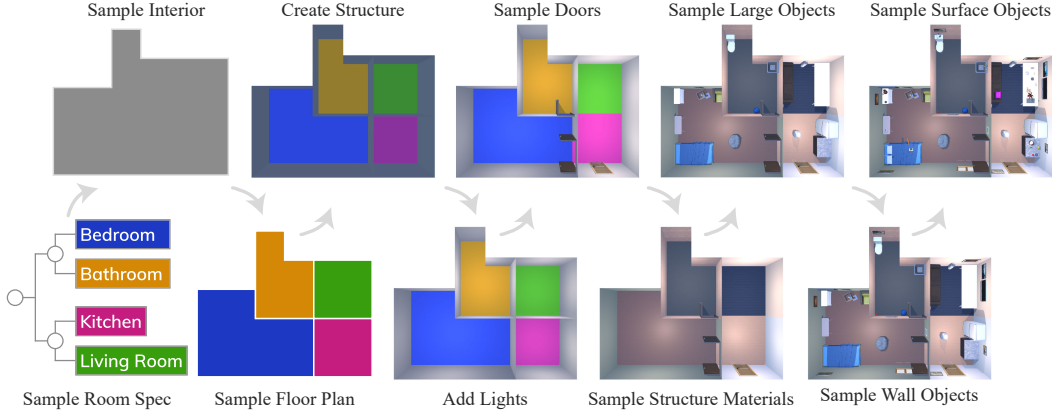 Sample Interior
Create Structure
Sample Doors
Sample Large Objects
Sample Surface Objects
Bedroom
Bathroom
Kitchen
Living Room
Sample Room Spec
Sample Floor Plan
Add Lights
Sample Structure Materials
Sample Wall Objects